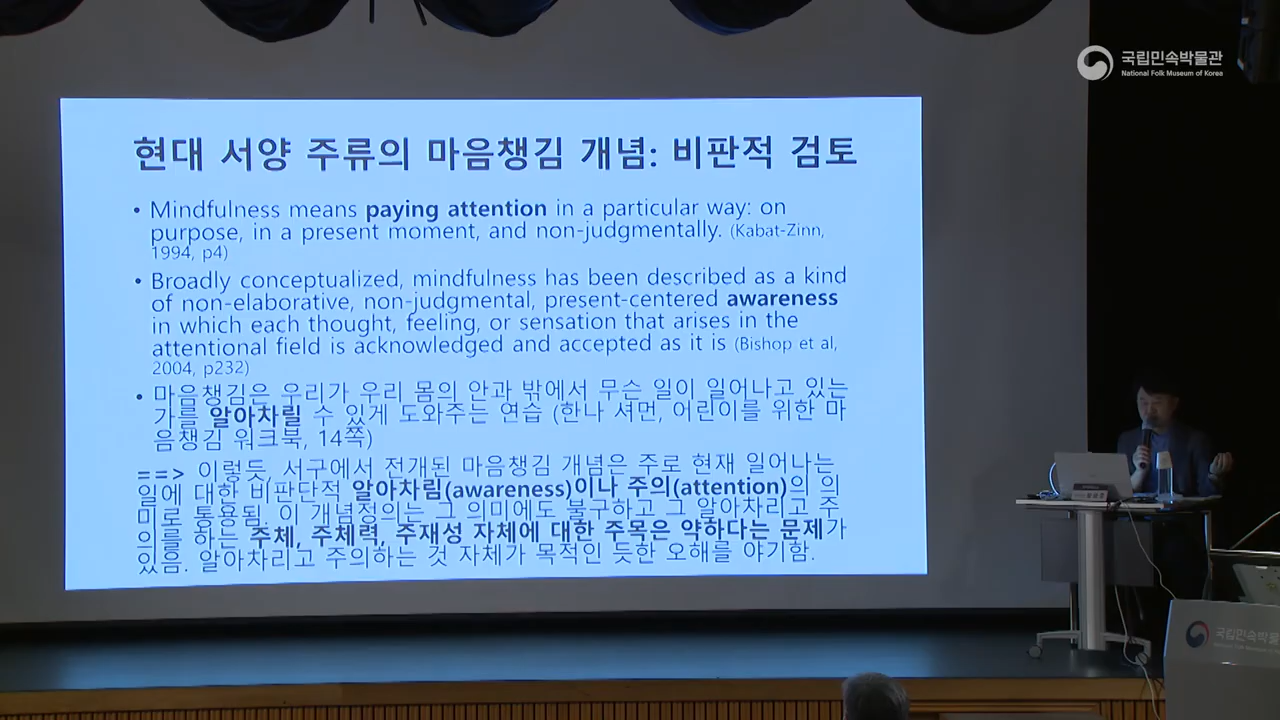 국립민속박물관
National Folk Museum of Korea
현대 서양 주류의 마음챙김 개념: 비판적 검토
• Mindfulness means paying attention in a particular way: on
purpose, in a present moment, and non-judgmentally. (Kabat-Zinn,
1994, p4)
• Broadly conceptualized, mindfulness has been described as a kind
of non-elaborative, non-judgmental, present-centered awareness
in which each thought, feeling, or sensation that arises in the
attentional field is acknowledged and accepted as it is (Bishop et al,
2004, p232)
• 마음챙김은 우리가 우리 몸의 안과 밖에서 무슨 일이 일어나고 있는
가를 알아차릴 수 있게 도와주는 연습 (한나 셔먼, 어린이를 위한 마
음챙김 워크북, 14쪽)
==> 이렇듯, 서구에서 전개된 마음챙김 개념은 주로 현재 일어나는
일에 대한 비판단적 알아차림(awareness)이나 주의(attention)의 의
미로 통용됨. 이 개념정의는 그 의미에도 불구하고 그 알아차리고 주
의를 하는 주체, 주체력, 주재성 자체에 대한 주목은 약하다는 문제가
있음. 알아차리고 주의하는 것 자체가 목적인 듯한 오해를 야기함.
국립민속박물